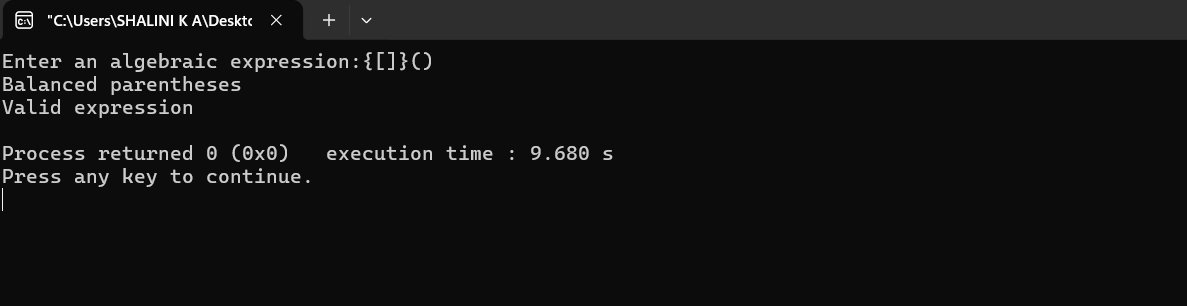 "C:\Users\SHALINI K A\Deskto
Enter an algebraic expression:{[]}()
Balanced parentheses
Valid expression
Process returned 0 (0x0)   execution time : 9.680 s
Press any key to continue.